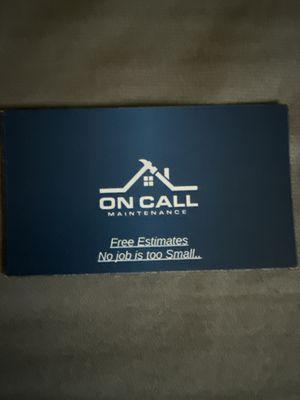 ON CALL
MAINTENANCE
Free Estimates
No job is too Small..